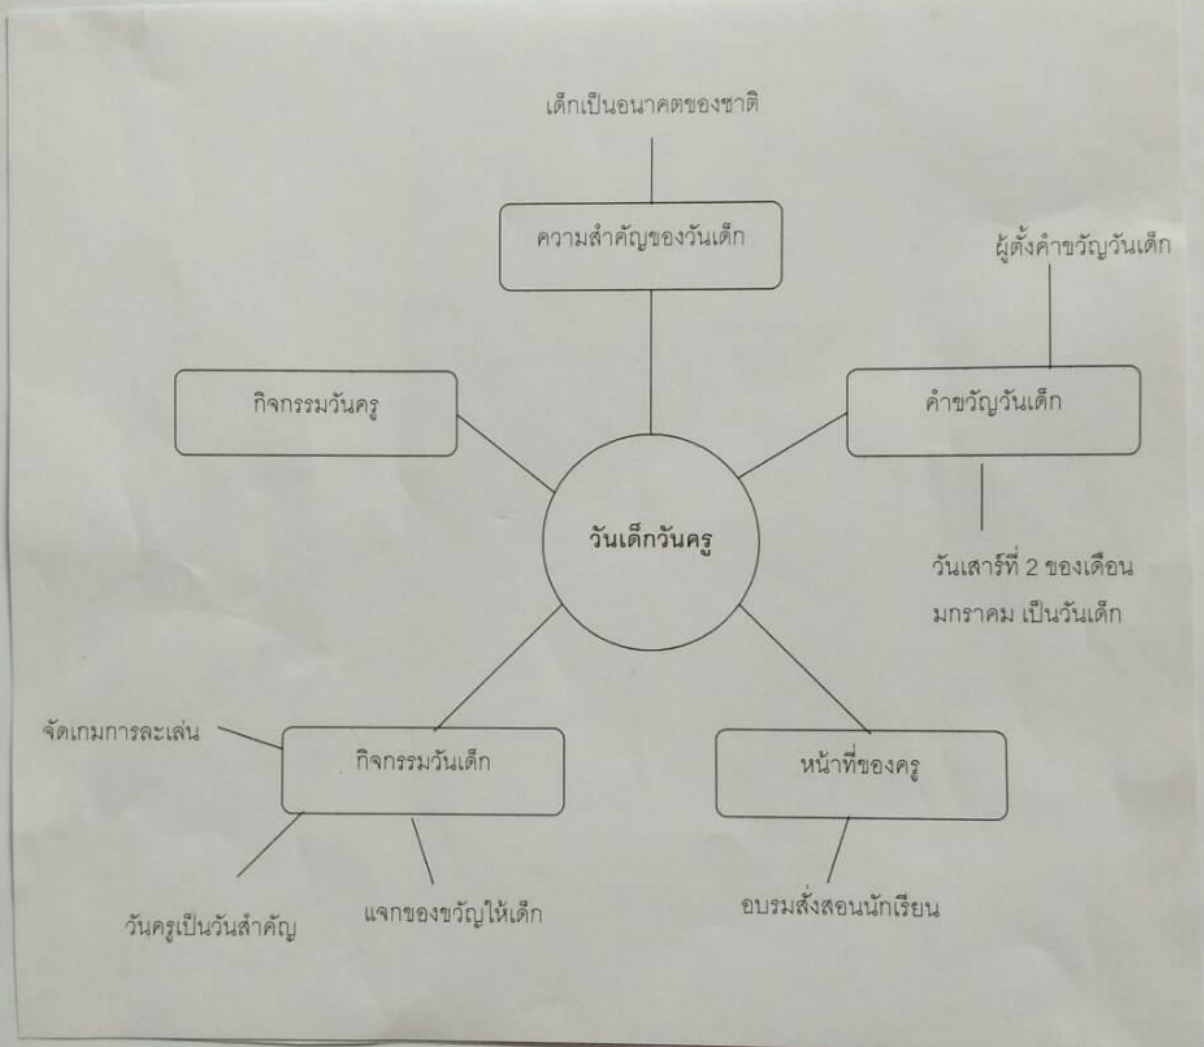 เด็กเป็นอนาคตของชาติ
ความสำคัญของวันเด็ก
ผู้ตั้งคำขวัญวันเด็ก
กิจกรรมวันครู
คำขวัญวันเด็ก
วันเด็กวันครู
วันเสาร์ที่ 2 ของเดือน
มกราคม เป็นวันเด็ก
จัดเกมการละเล่น
กิจกรรมวันเด็ก
หน้าที่ของครู
วันครูเป็นวันสำคัญ
แจกของขวัญให้เด็ก
อบรมสั่งสอนนักเรียน